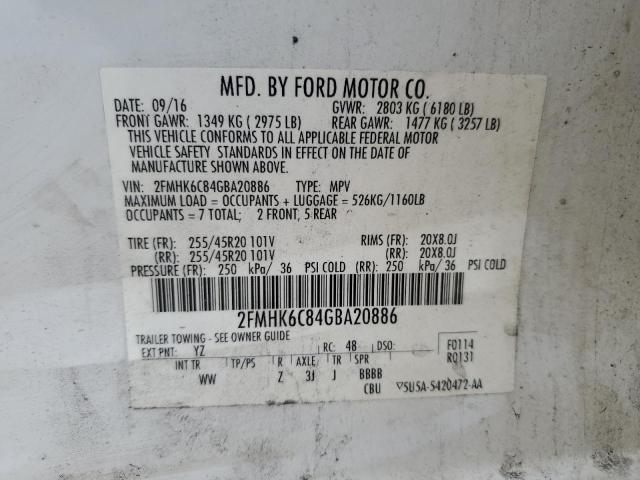 MFD. BY FORD MOTOR CO.
DATE: 09/16 GVWR: 2803 KG ( 6180 LB)
FRONT GAWR: 1349 KG ( 2975 LB) REAR GAWR: 1477 KG ( 3257 LB)
THIS VEHICLE CONFORMS TO ALL APPLICABLE FEDERAL MOTOR
VEHICLE SAFETY STANDARDS IN EFFECT ON THE DATE OF
MANUFACTURE SHOWN ABOVE.
VIN: 2FMHK6C84GBA20886 TYPE: MPV
MAXIMUM LOAD = OCCUPANTS + LUGGAGE = 526KG/1160LB
OCCUPANTS = 7 TOTAL; 2 FRONT, 5 REAR
TIRE (FR): 255/45R20 101V RIMS (FR): 20X8.0J
(RR): 255/45R20 101V (RR): 20X8.0J
PRESSURE (FR): 250 kPa/ 36 PSI COLD (RR): 250 kPa/ 36 PSI COLD
2FMHK6C84GBA20886
TRAILER TOWING - SEE OWNER GUIDE
EXT PNT: YZ RC: 48 DSO: F0114
R0131
INT TR TP/PS R AXLE TR SPR
WW Z 3J J BBBB
CBU 5U5A-5420472-AA